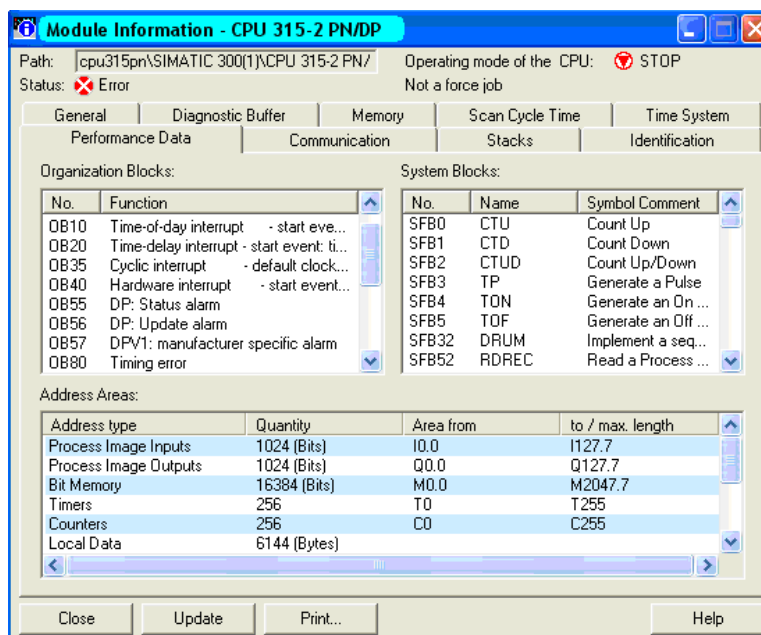 Module Information - CPU 315-2 PN/DP
Path: cpu315pn\SIMATIC 300(1)\CPU 315-2 PN/ Operating mode of the CPU: STOP
Status: Error Not a force job
General Diagnostic Buffer Memory Scan Cycle Time Time System
Performance Data Communication Stacks Identification
Organization Blocks: System Blocks:
No. Function No. Name Symbol Comment
OB10 Time-of-day interrupt - start eve... SFB0 CTU Count Up
OB20 Time-delay interrupt - start event: ti... SFB1 CTD Count Down
OB35 Cyclic interrupt - default clock... SFB2 CTUD Count Up/Down
OB40 Hardware interrupt - start event... SFB3 TP Generate a Pulse
OB55 DP: Status alarm SFB4 TON Generate an On ...
OB56 DP: Update alarm SFB5 TOF Generate an Off ...
OB57 DPV1: manufacturer specific alarm SFB32 DRUM Implement a seq...
OB80 Timing error SFB52 RDREC Read a Process ...
Address Areas:
Address type Quantity Area from to / max. length
Process Image Inputs 1024 (Bits) I0.0 I127.7
Process Image Outputs 1024 (Bits) Q0.0 Q127.7
Bit Memory 16384 (Bits) M0.0 M2047.7
Timers 256 T0 T255
Counters 256 C0 C255
Local Data 6144 (Bytes)
Close Update Print... Help